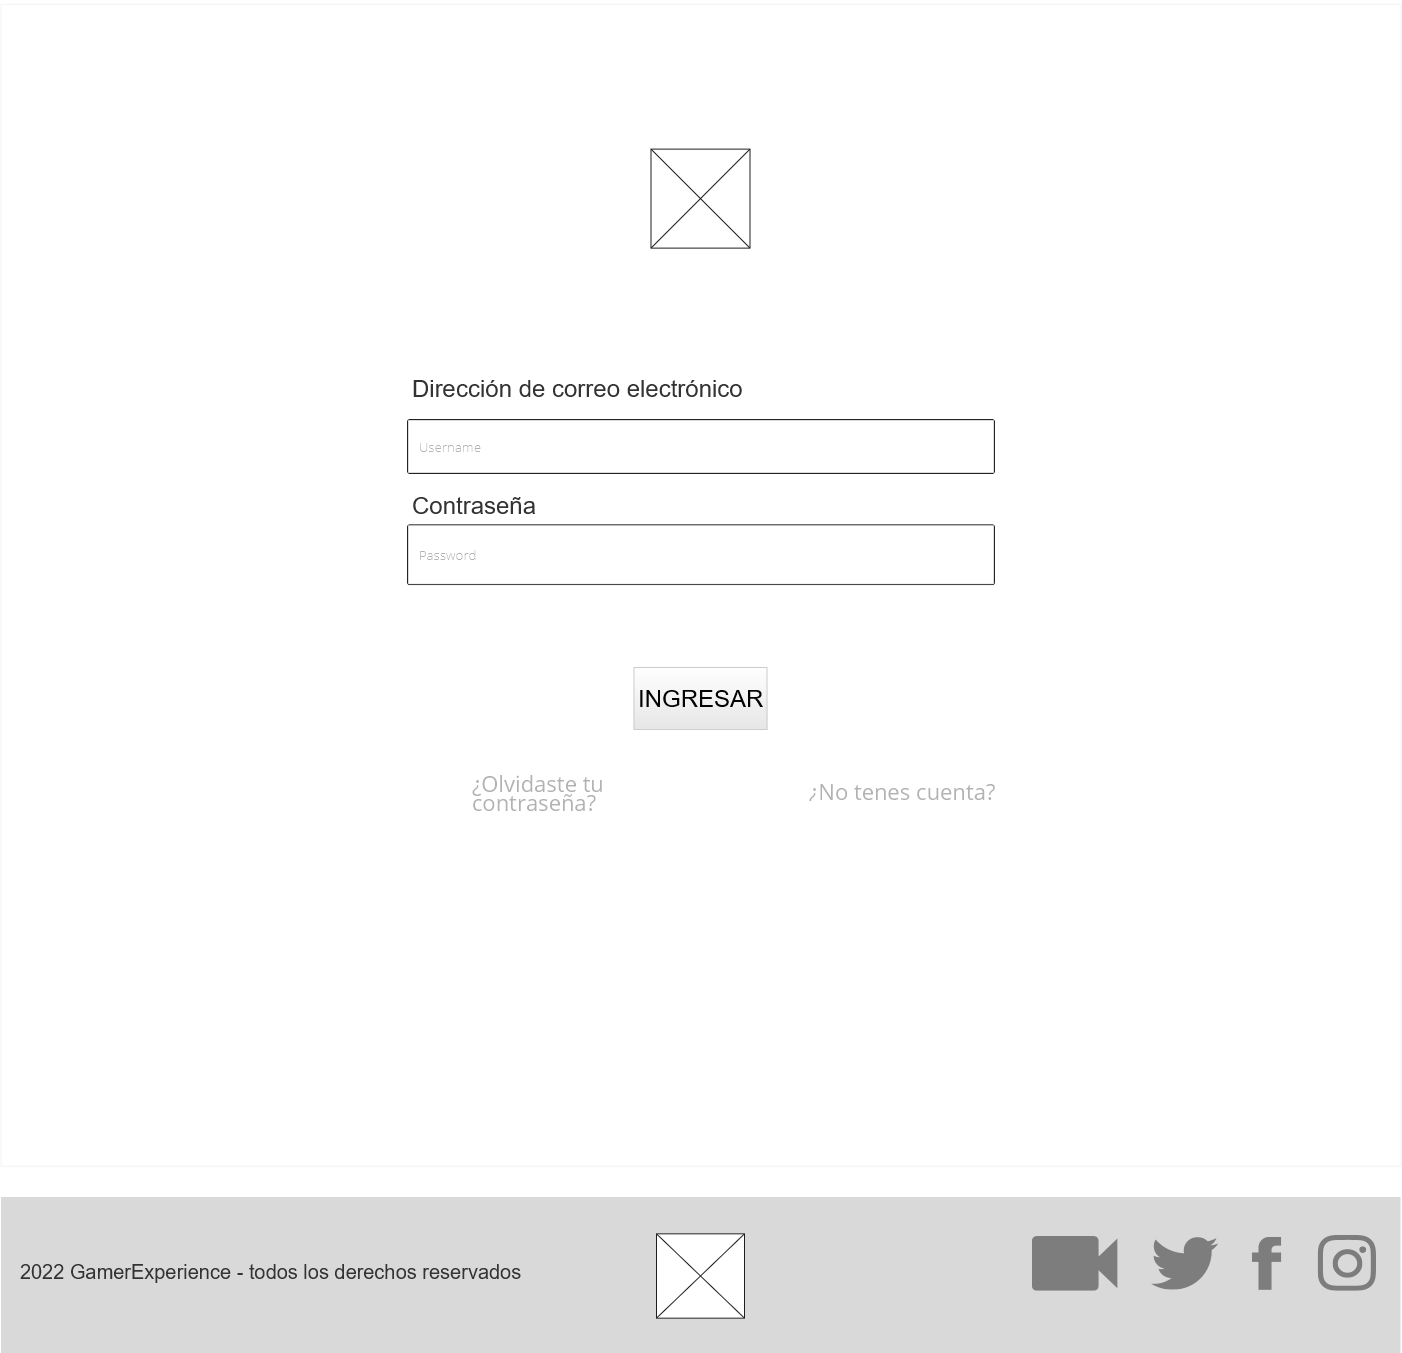 Dirección de correo electrónico
Username
Contraseña
Password
INGRESAR
¿Olvidaste tu
contraseña?
¿No tenes cuenta?
2022 GamerExperience - todos los derechos reservados